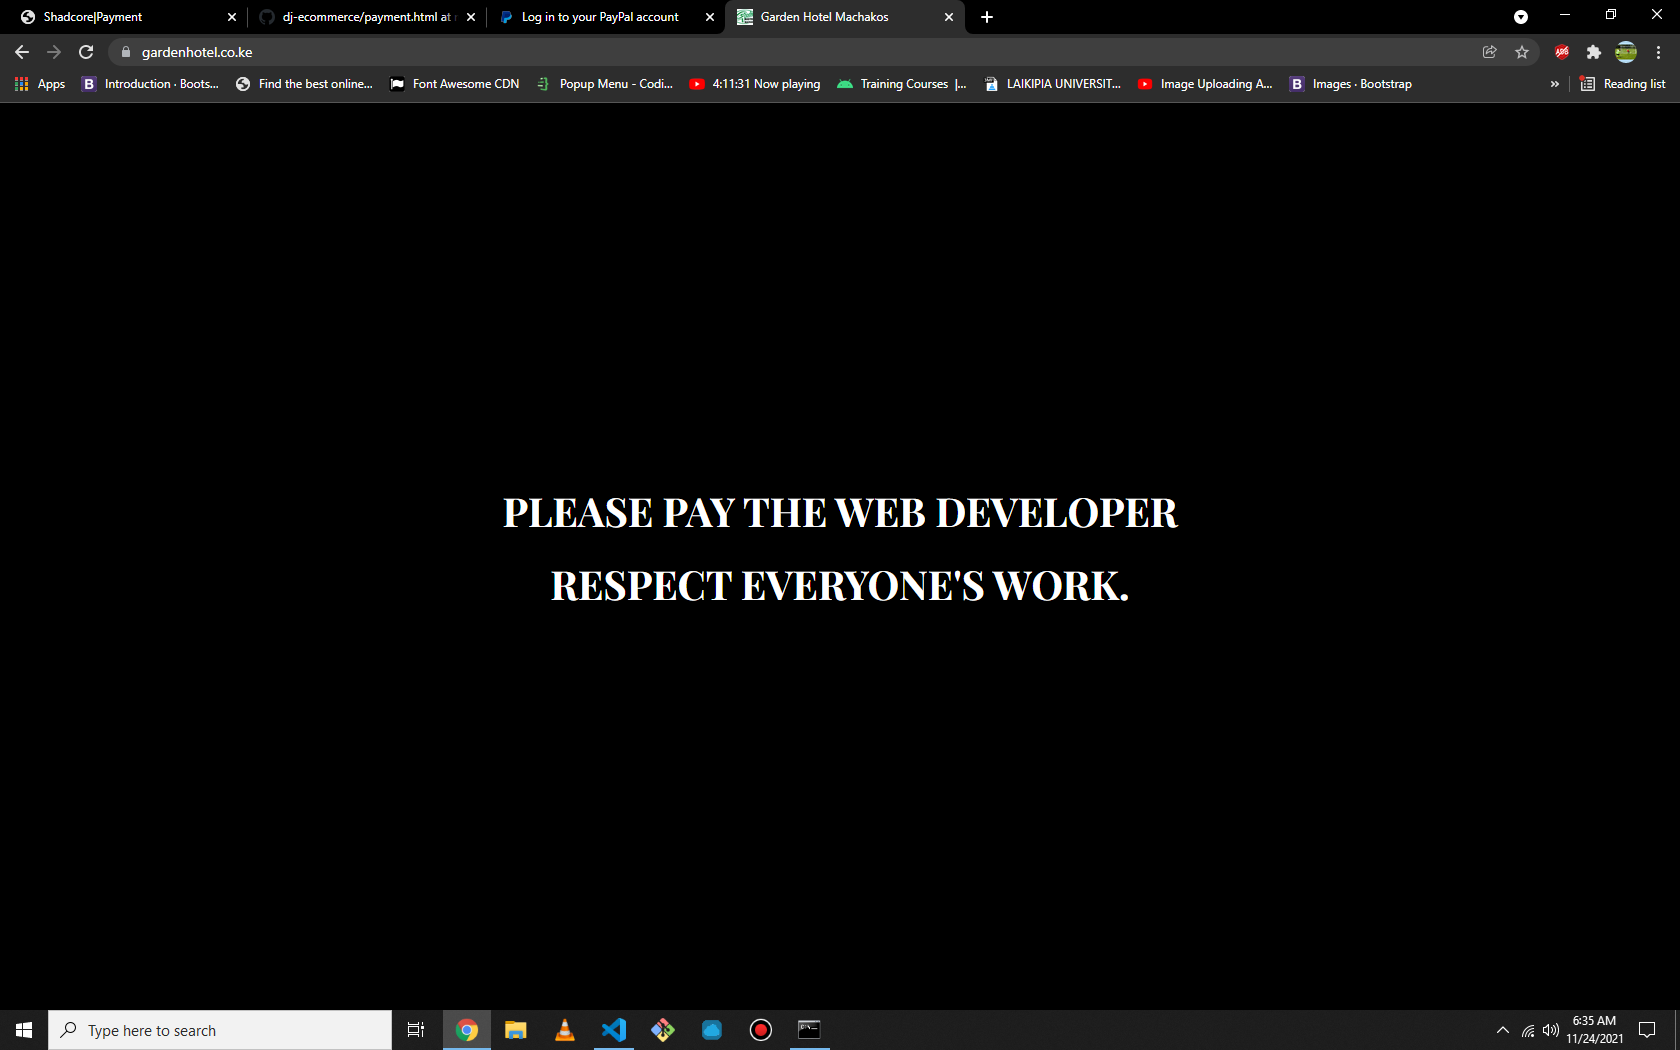 Shadcore|Payment
dj-ecommerce/payment.html at
Log in to your PayPal account
Garden Hotel Machakos
gardenhotel.co.ke
Apps
Introduction · Boots...
Find the best online...
Font Awesome CDN
Popup Menu - Codi...
4:11:31 Now playing
Training Courses |...
LAIKIPIA UNIVERSIT...
Image Uploading A...
Images · Bootstrap
»
Reading list
PLEASE PAY THE WEB DEVELOPER
RESPECT EVERYONE'S WORK.
Type here to search
6:35 AM
11/24/2021